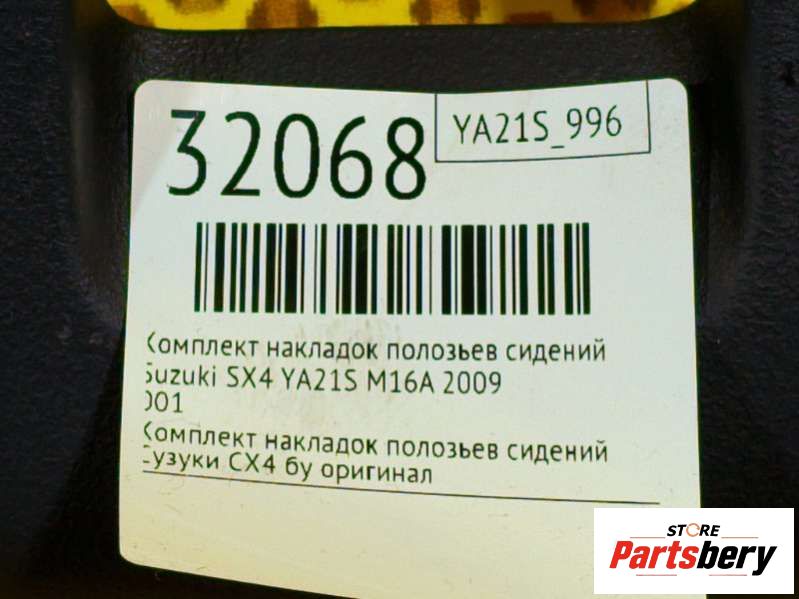 32068
YA21S_996
Комплект накладок полозьев сидений
Suzuki SX4 YA21S M16A 2009
001
Комплект накладок полозьев сидений
Сузуки СХ4 бу оригинал
STORE
Partsbery